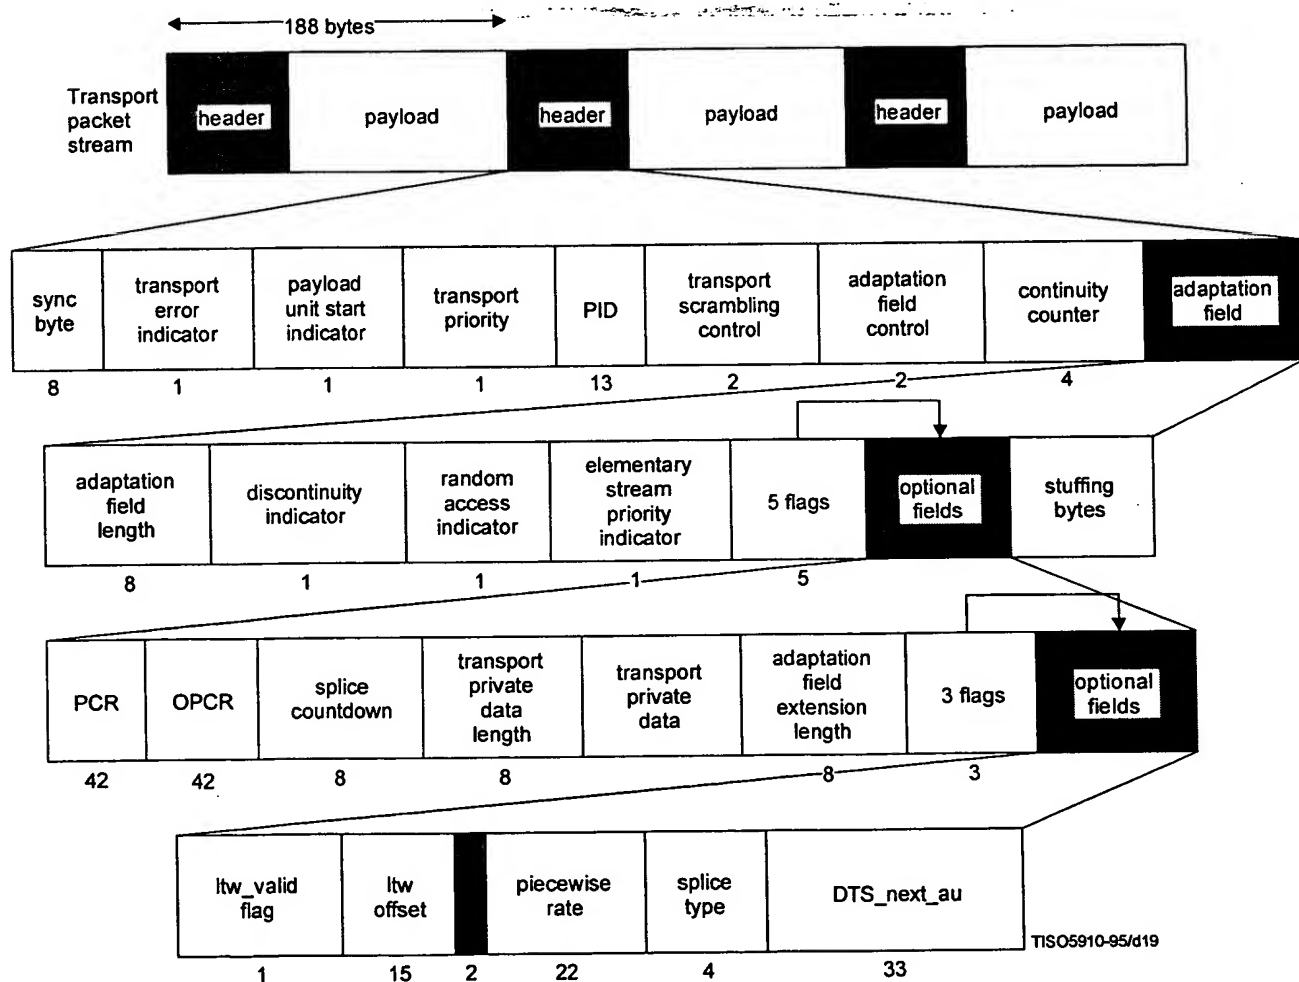 188 bytes
Transport
packet
stream
header
payload
header
payload
header
payload
sync
byte
transport
error
indicator
payload
unit start
indicator
transport
priority
PID
transport
scrambling
control
adaptation
field
control
continuity
counter
adaptation
field
8
1
1
1
13
2
2
4
adaptation
field
length
discontinuity
indicator
random
access
indicator
elementary
stream
priority
indicator
5 flags
optional
fields
stuffing
bytes
8
1
1
1
5
PCR
OPCR
splice
countdown
transport
private
data
length
transport
private
data
adaptation
field
extension
length
3 flags
optional
fields
42
42
8
8
8
3
ltw_valid
flag
ltw
offset
piecewise
rate
splice
type
DTS_next_au
TISO5910-95/d19
1
15
2
22
4
33